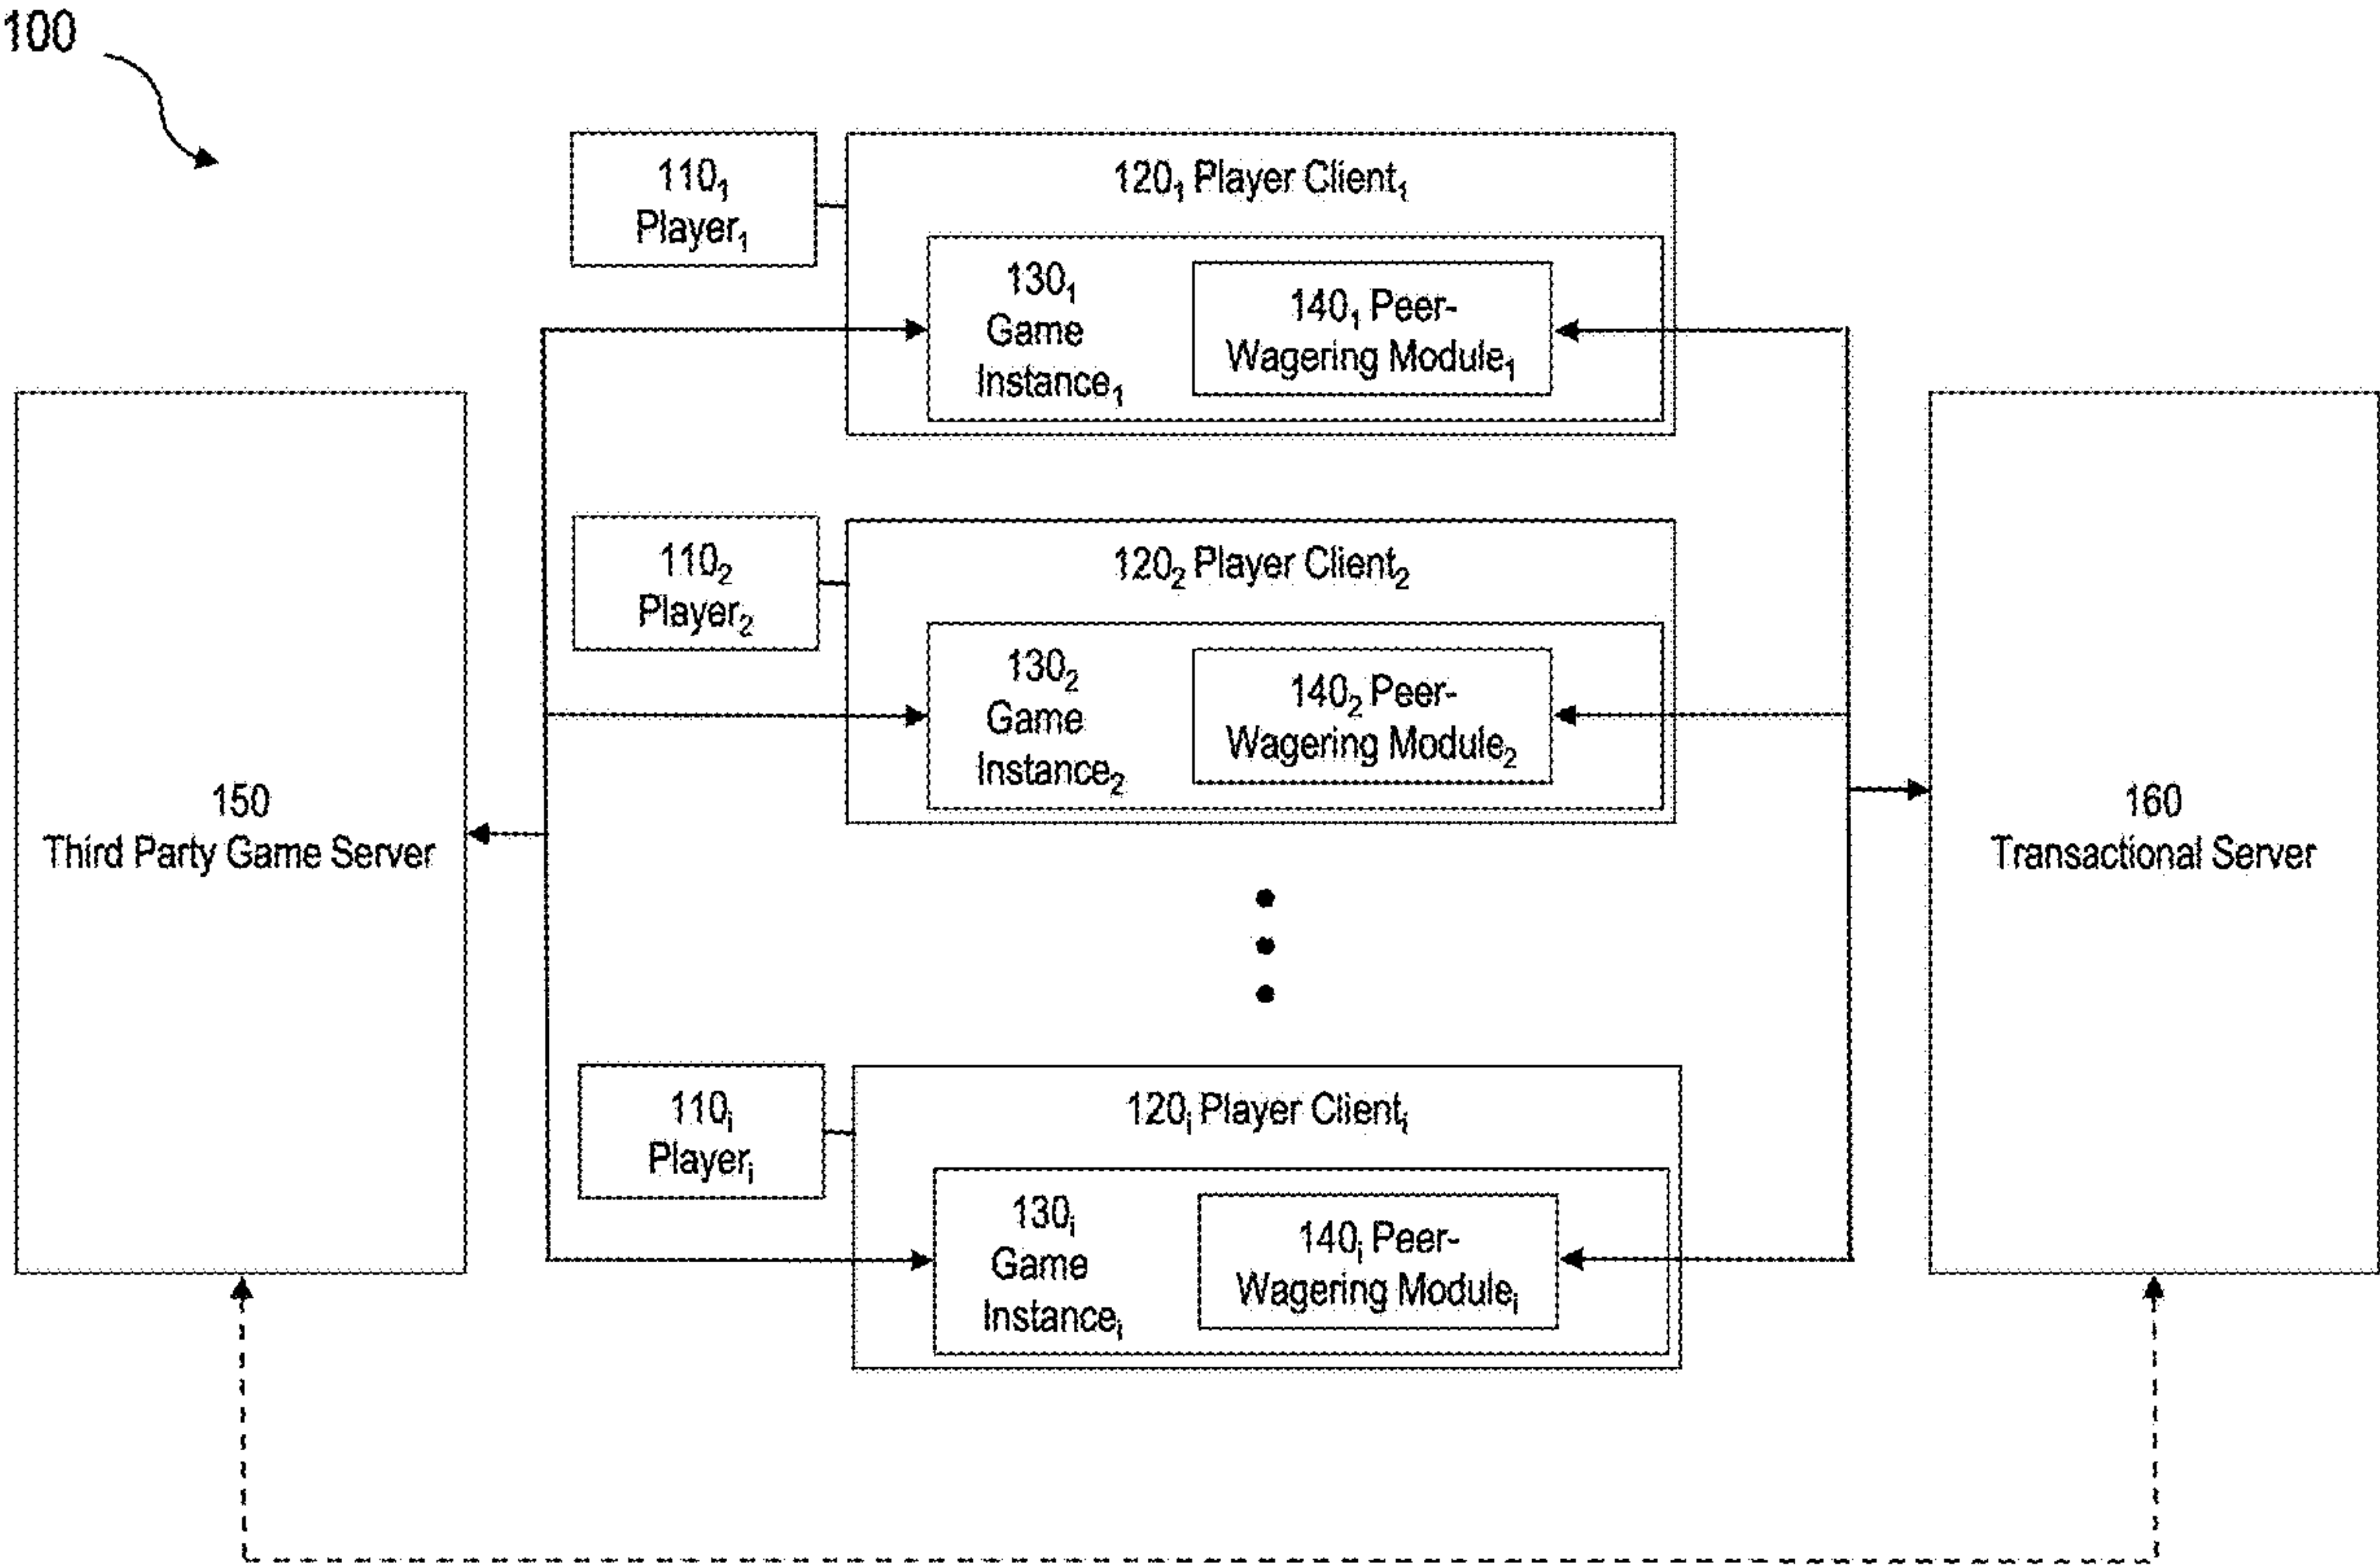 100
110₁
Player₁
120₁ Player Client₁
130₁
Game
Instance₁
140₁ Peer-
Wagering Module₁
110₂
Player₂
120₂ Player Client₂
130₂
Game
Instance₂
140₂ Peer-
Wagering Module₂
150
Third Party Game Server
160
Transactional Server
110ᵢ
Playerᵢ
120ᵢ Player Clientᵢ
130ᵢ
Game
Instanceᵢ
140ᵢ Peer-
Wagering Moduleᵢ